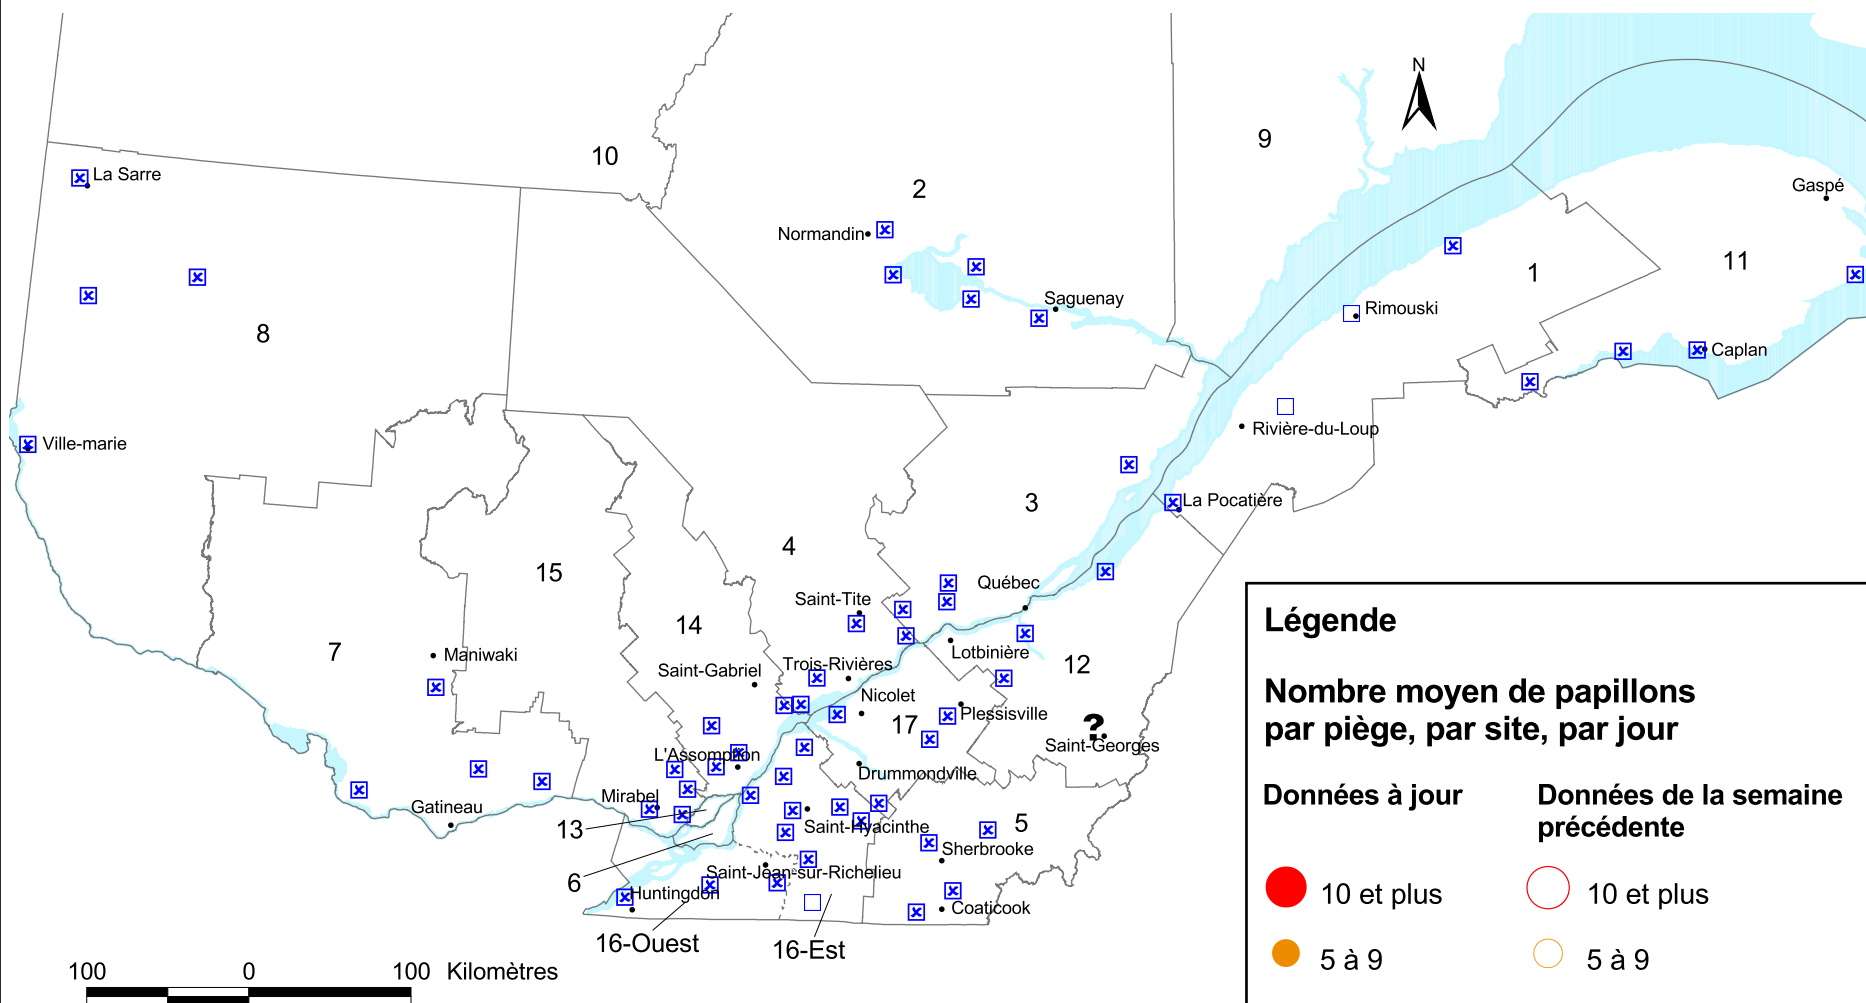 N
9
10
La Sarre
2
Gaspé
Normandin
11
1
Saguenay
Rimouski
8
Caplan
Rivière-du-Loup
Ville-marie
La Pocatière
3
4
15
Québec
Saint-Tite
14
7
Maniwaki
Lotbinière
12
Saint-Gabriel
Trois-Rivières
Nicolet
Plessisville
17
?
Saint-Georges
L'Assomption
Drummondville
Mirabel
Gatineau
13
Saint-Hyacinthe
5
Sherbrooke
6
Saint-Jean-sur-Richelieu
Huntingdon
Coaticook
16-Ouest
16-Est
100 0 100 Kilomètres
Légende
Nombre moyen de papillons
par piège, par site, par jour
Données à jour
Données de la semaine
précédente
10 et plus
10 et plus
5 à 9
5 à 9